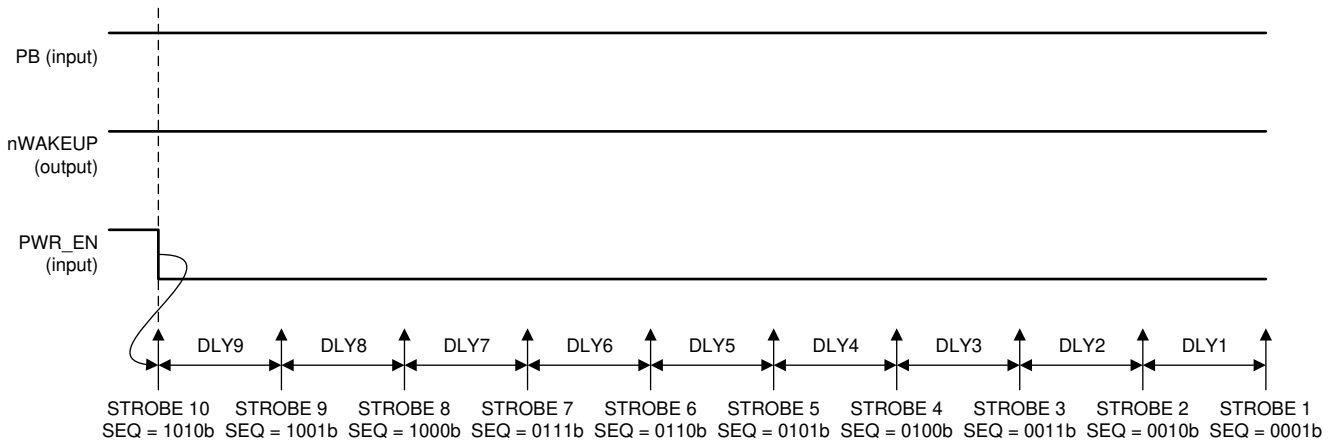 PB (input)
nWAKEUP
(output)
PWR_EN
(input)
DLY9 DLY8 DLY7 DLY6 DLY5 DLY4 DLY3 DLY2 DLY1
STROBE 10 STROBE 9 STROBE 8 STROBE 7 STROBE 6 STROBE 5 STROBE 4 STROBE 3 STROBE 2 STROBE 1
SEQ = 1010b SEQ = 1001b SEQ = 1000b SEQ = 0111b SEQ = 0110b SEQ = 0101b SEQ = 0100b SEQ = 0011b SEQ = 0010b SEQ = 0001b